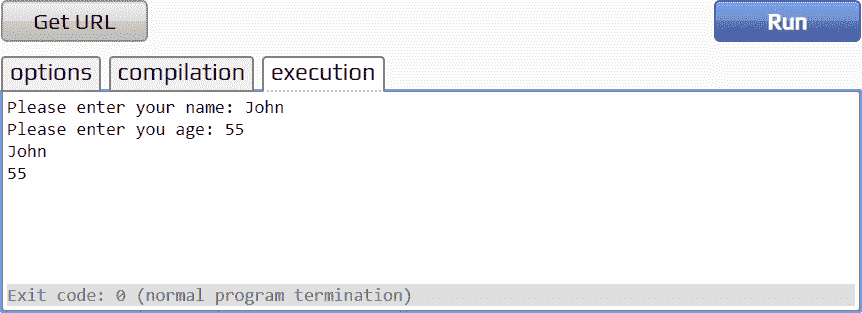 Get URL
Run
options
compilation
execution
Please enter your name: John
Please enter you age: 55
John
55
Exit code: 0 (normal program termination)